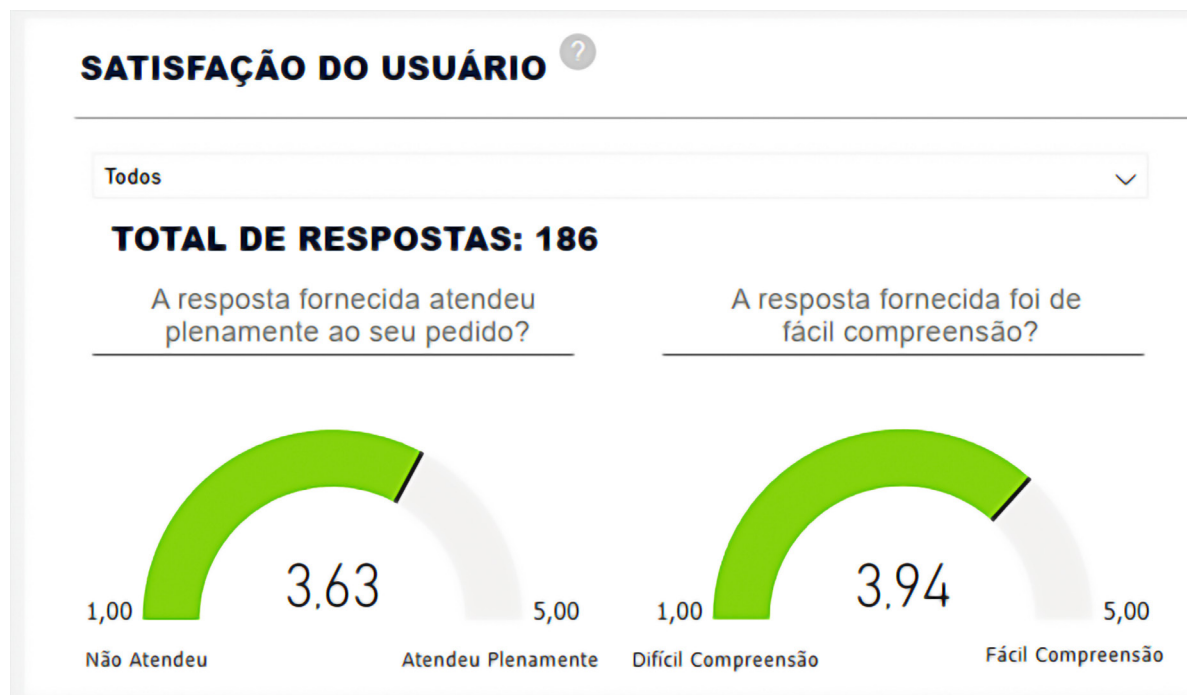 SATISFAÇÃO DO USUÁRIO ?
Todos
TOTAL DE RESPOSTAS: 186
A resposta fornecida atendeu
plenamente ao seu pedido?
3,63
1,00
5,00
Não Atendeu
Atendeu Plenamente
A resposta fornecida foi de
fácil compreensão?
3,94
1,00
5,00
Difícil Compreensão
Fácil Compreensão